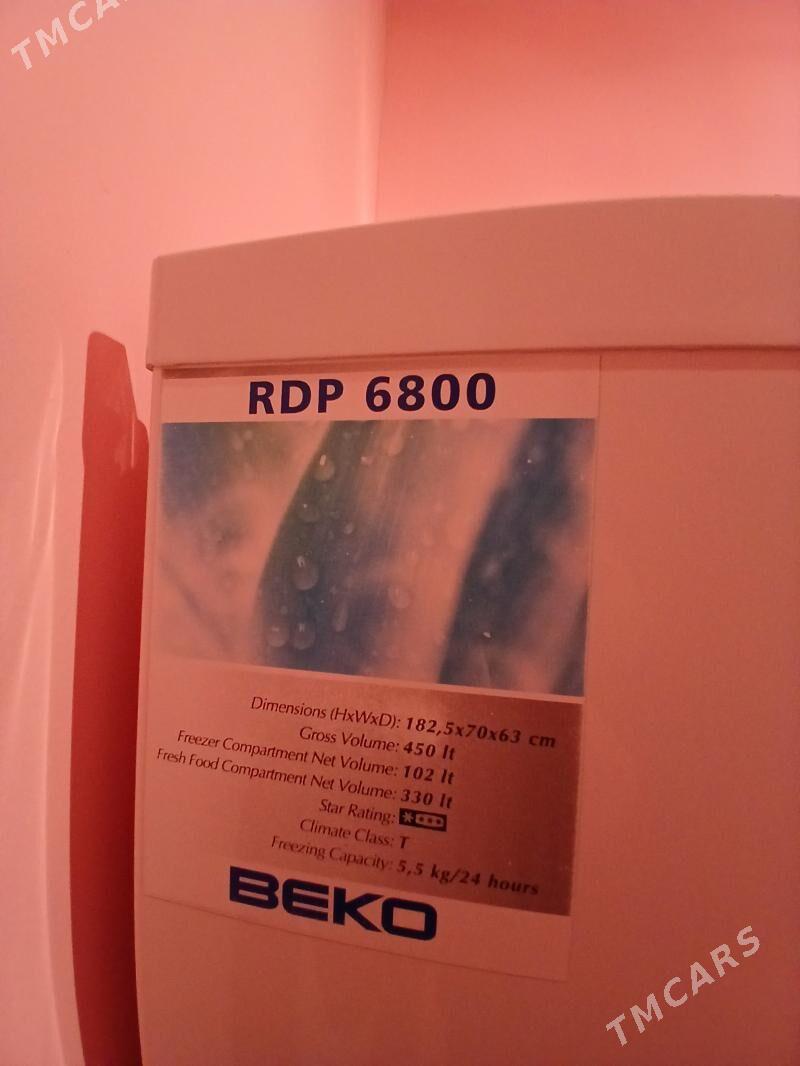 TMCARS
RDP 6800
Dimensions (HxWxD): 182,5x70x63 cm
Gross Volume: 450 lt
Freezer Compartment Net Volume: 102 lt
Fresh Food Compartment Net Volume: 330 lt
Star Rating:
Climate Class: T
Freezing Capacity: 5,5 kg/24 hours
BEKO
TMCARS